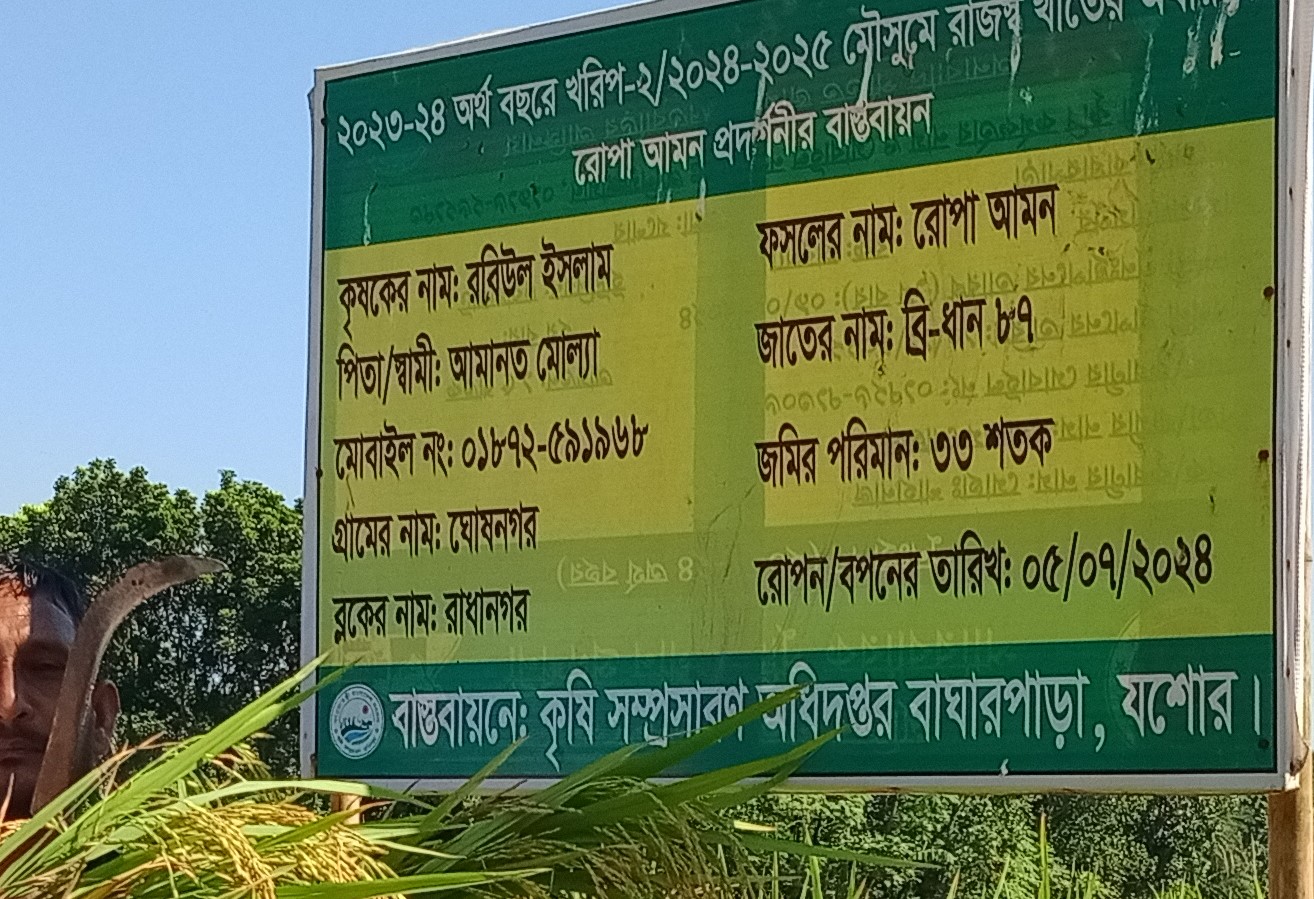 ২০২৩-২৪ অর্থ বছরে খরিপ-২/২০২৪-২০২৫ মৌসুমে রাজস্ব খাতের
রোপা আমন প্রদর্শনীর বাস্তবায়ন
কৃষকের নাম: রবিউল ইসলাম
পিতা/স্বামী: আমানত মোল্যা
মোবাইল নং: ০১৮৭২-৫৯১৯৬৮
গ্রামের নাম: ঘোষনগর
ব্লকের নাম: রাধানগর
ফসলের নাম: রোপা আমন
জাতের নাম: ব্রি-ধান ৮৭
জমির পরিমান: ৩৩ শতক
রোপন/বপনের তারিখ: ০৫/০৭/২০২৪
বাস্তবায়নে: কৃষি সম্প্রসারণ অধিদপ্তর বাঘারপাড়া, যশোর।